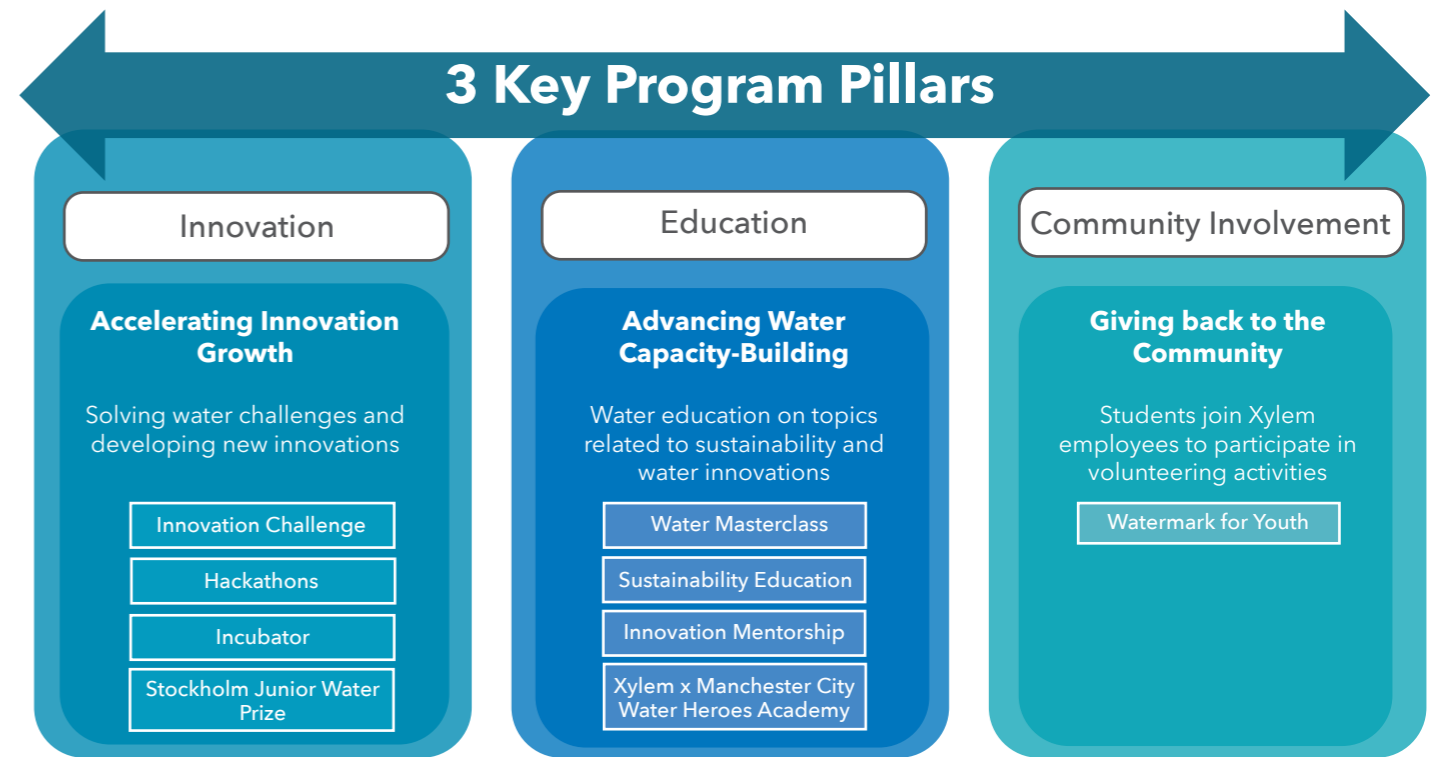 3 Key Program Pillars
Innovation
Accelerating Innovation
Growth
Solving water challenges and
developing new innovations
Innovation Challenge
Hackathons
Incubator
Stockholm Junior Water
Prize
Education
Advancing Water
Capacity-Building
Water education on topics
related to sustainability and
water innovations
Water Masterclass
Sustainability Education
Innovation Mentorship
Xylem x Manchester City
Water Heroes Academy
Community Involvement
Giving back to the
Community
Students join Xylem
employees to participate in
volunteering activities
Watermark for Youth